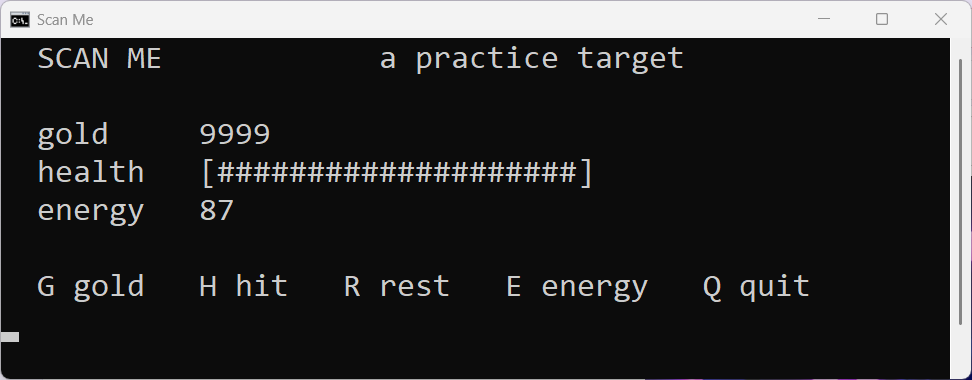 Scan Me
SCAN ME a practice target
gold 9999
health [####################]
energy 87
G gold H hit R rest E energy Q quit